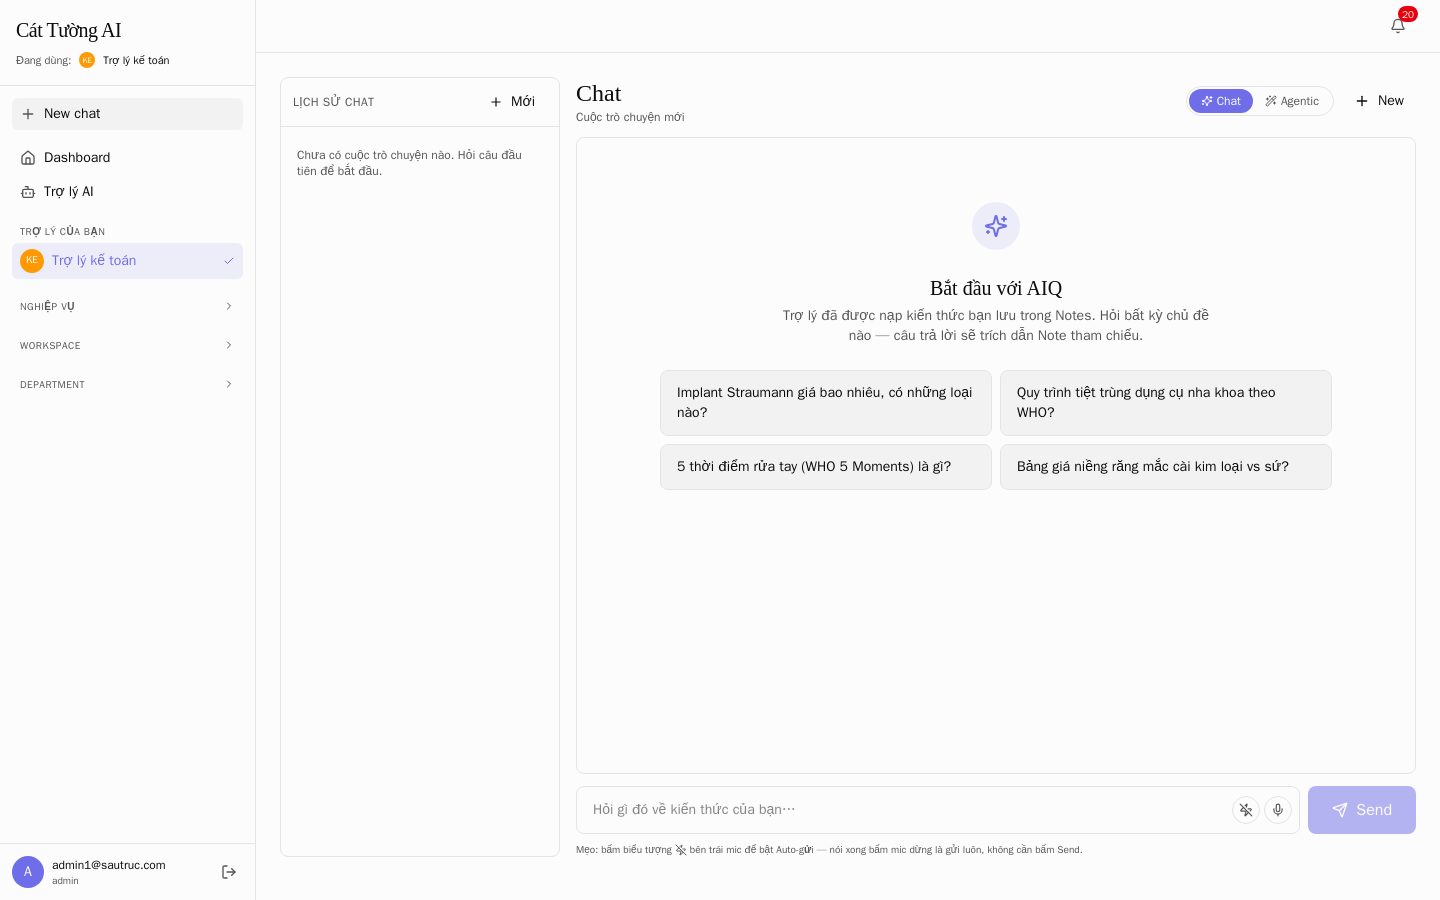 Cát Tường AI
Đang dùng: KE Trợ lý kế toán
New chat
Dashboard
Trợ lý AI
TRỢ LÝ CỦA BẠN
KE Trợ lý kế toán
NGHIỆP VỤ
WORKSPACE
DEPARTMENT
A
admin1@sautruc.com
admin
20
LỊCH SỬ CHAT
Mới
Chưa có cuộc trò chuyện nào. Hỏi câu đầu
tiên để bắt đầu.
Chat
Cuộc trò chuyện mới
Chat
Agentic
New
Bắt đầu với AIQ
Trợ lý đã được nạp kiến thức bạn lưu trong Notes. Hỏi bất kỳ chủ đề
nào — câu trả lời sẽ trích dẫn Note tham chiếu.
Implant Straumann giá bao nhiêu, có những loại
nào?
Quy trình tiệt trùng dụng cụ nha khoa theo
WHO?
5 thời điểm rửa tay (WHO 5 Moments) là gì?
Bảng giá niềng răng mắc cài kim loại vs sứ?
Hỏi gì đó về kiến thức của bạn…
Send
Mẹo: bấm biểu tượng bên trái mic để bật Auto-gửi — nói xong bấm mic dừng là gửi luôn, không cần bấm Send.